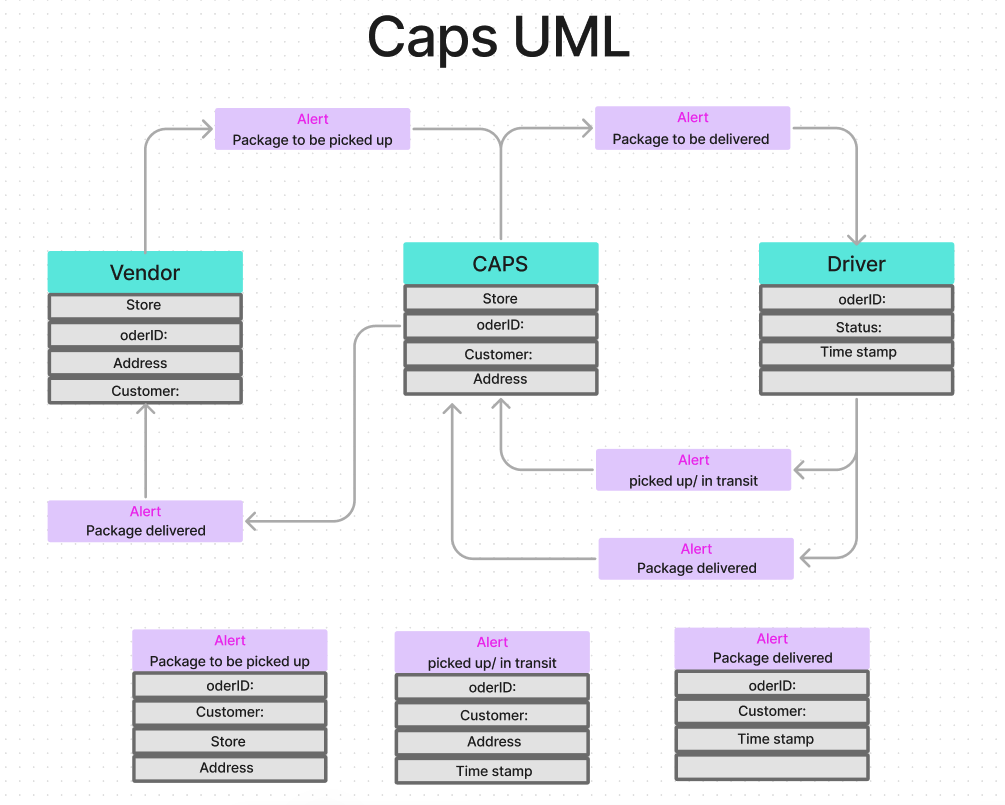 Caps UML
Alert
Package to be picked up
Alert
Package to be delivered
Vendor
Store
oderID:
Address
Customer:
CAPS
Store
oderID:
Customer:
Address
Driver
oderID:
Status:
Time stamp
Alert
picked up/ in transit
Alert
Package delivered
Alert
Package delivered
Alert
Package to be picked up
oderID:
Customer:
Store
Address
Alert
picked up/ in transit
oderID:
Customer:
Address
Time stamp
Alert
Package delivered
oderID:
Customer:
Time stamp